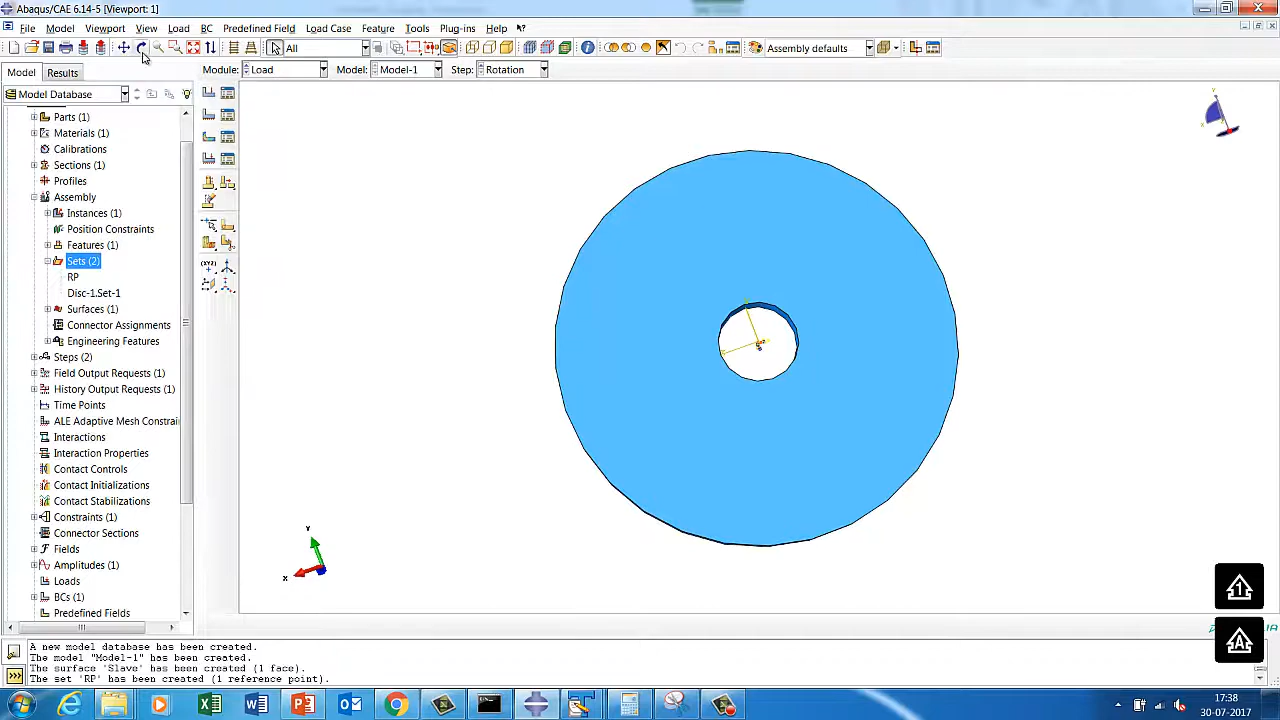 Abaqus/CAE 6.14-5 [Viewport: 1]
File Model Viewport View Load BC Predefined Field Load Case Feature Tools Plug-ins
All Assembly defaults
Model Results Module: Load Model: Model-1 Step: Rotation
Model Database
Parts (1)
Materials (1)
Calibrations
Sections (1)
Profiles
Assembly
Instances (1)
Position Constraints
Features (1)
Sets (2)
RP
Disc-1.Set-1
Surfaces (1)
Connector Assignments
Engineering Features
Steps (2)
Field Output Requests (1)
History Output Requests (1)
Time Points
ALE Adaptive Mesh Constrai
Interactions
Interaction Properties
Contact Controls
Contact Initializations
Contact Stabilizations
Constraints (1)
Connector Sections
Fields
Amplitudes (1)
Loads
BCs (1)
Predefined Fields
Y
X
1
A
A new model database has been created.
The model "Model-1" has been created.
The surface 'Slave' has been created (1 face).
The set 'RP' has been created (1 reference point).
17:38
30-07-2017